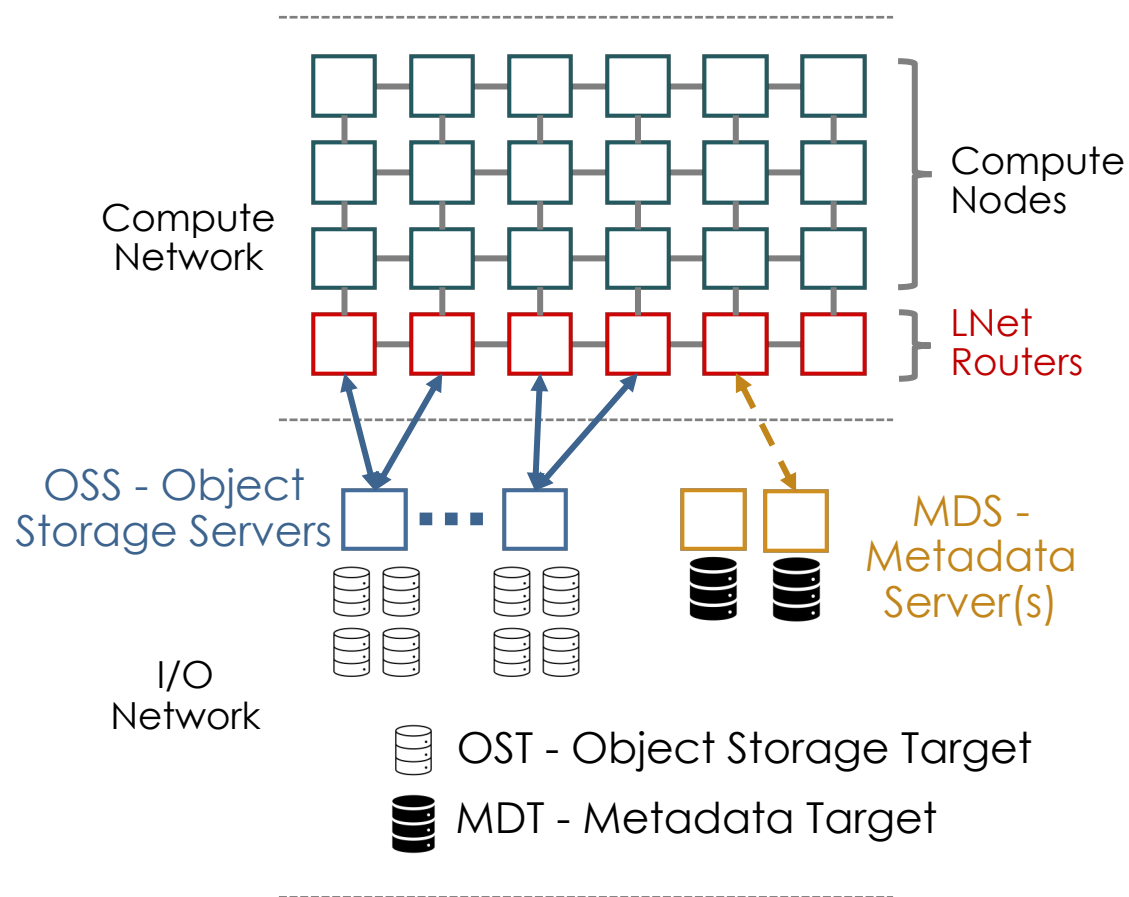 Compute
Nodes
Compute
Network
LNet
Routers
OSS - Object
Storage Servers
MDS -
Metadata
Server(s)
I/O
Network
OST - Object Storage Target
MDT - Metadata Target